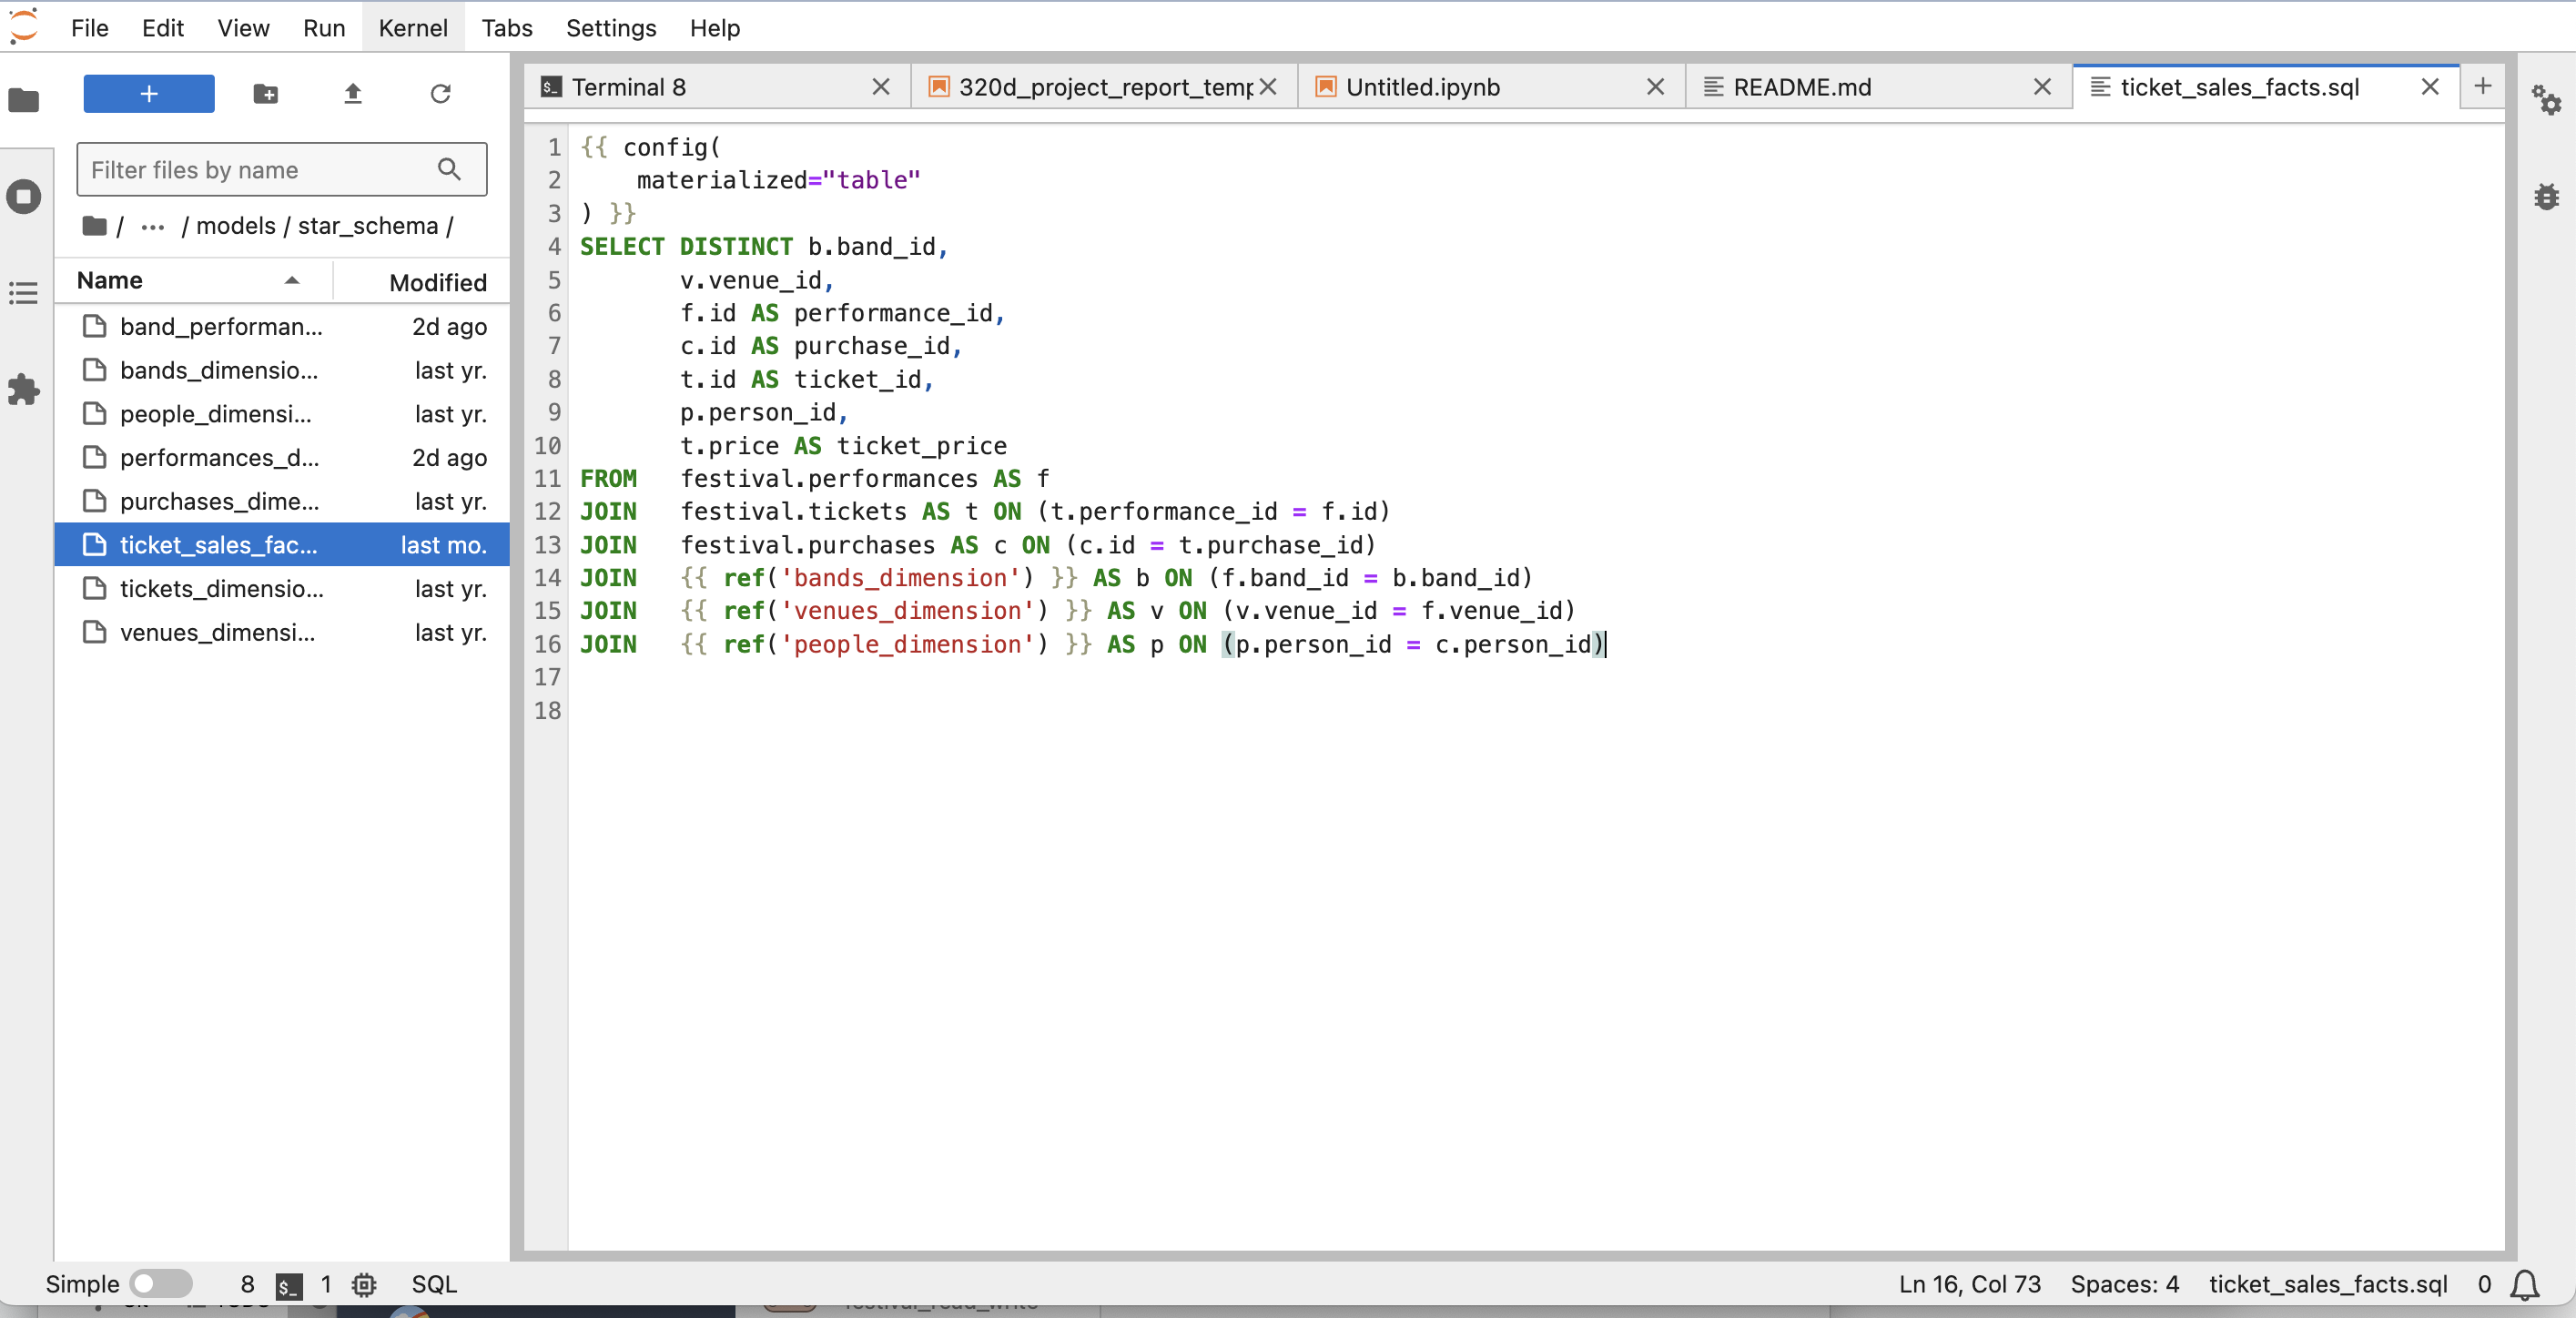 File Edit View Run Kernel Tabs Settings Help
+
Filter files by name
/ ... / models / star_schema /
Name Modified
band_performan... 2d ago
bands_dimensio... last yr.
people_dimensi... last yr.
performances_d... 2d ago
purchases_dime... last yr.
ticket_sales_fac... last mo.
tickets_dimensio... last yr.
venues_dimensi... last yr.
Terminal 8 320d_project_report_temp Untitled.ipynb README.md ticket_sales_facts.sql +
1 {{ config(
2     materialized="table"
3 ) }}
4 SELECT DISTINCT b.band_id,
5        v.venue_id,
6        f.id AS performance_id,
7        c.id AS purchase_id,
8        t.id AS ticket_id,
9        p.person_id,
10        t.price AS ticket_price
11 FROM   festival.performances AS f
12 JOIN   festival.tickets AS t ON (t.performance_id = f.id)
13 JOIN   festival.purchases AS c ON (c.id = t.purchase_id)
14 JOIN   {{ ref('bands_dimension') }} AS b ON (f.band_id = b.band_id)
15 JOIN   {{ ref('venues_dimension') }} AS v ON (v.venue_id = f.venue_id)
16 JOIN   {{ ref('people_dimension') }} AS p ON (p.person_id = c.person_id)
17
18
Simple 8 $_ 1 SQL Ln 16, Col 73 Spaces: 4 ticket_sales_facts.sql 0